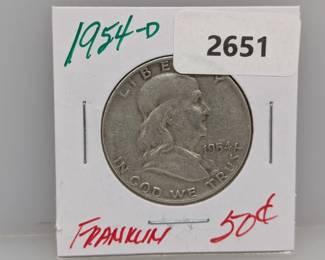 1954-D
2651
LIBERTY
1954
IN GOD WE TRUST
FRANKLIN 50¢